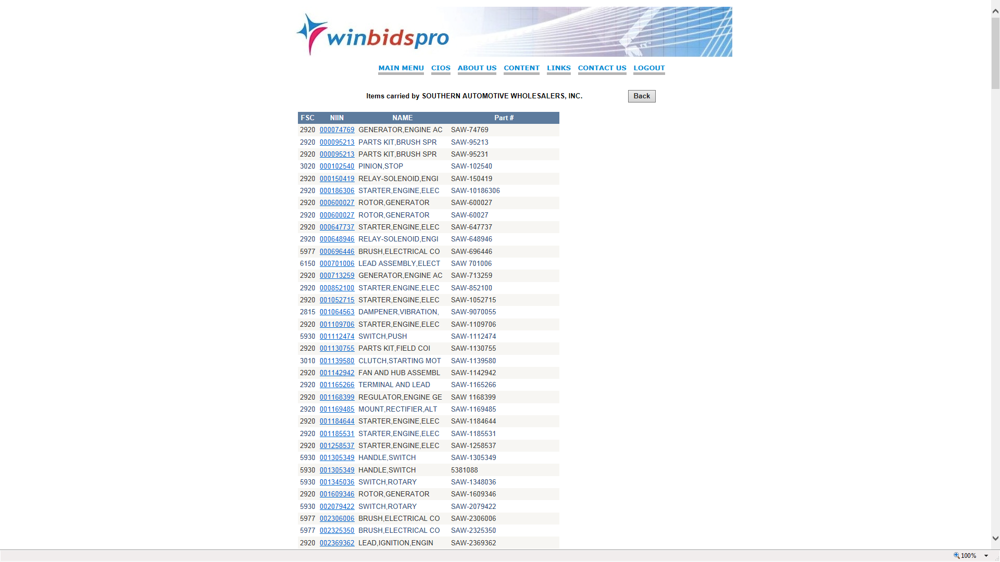 winbidspro
MAIN MENU CIOS ABOUT US CONTENT LINKS CONTACT US LOGOUT
Items carried by SOUTHERN AUTOMOTIVE WHOLESALERS, INC. Back
FSC NIIN NAME Part #
2920 000074769 GENERATOR,ENGINE AC SAW-74769
2920 000095213 PARTS KIT,BRUSH SPR SAW-95213
2920 000095213 PARTS KIT,BRUSH SPR SAW-95231
3020 000102540 PINION,STOP SAW-102540
2920 000150419 RELAY-SOLENOID,ENGI SAW-150419
2920 000186306 STARTER,ENGINE,ELEC SAW-10186306
2920 000600027 ROTOR,GENERATOR SAW-600027
2920 000600027 ROTOR,GENERATOR SAW-60027
2920 000647737 STARTER,ENGINE,ELEC SAW-647737
2920 000648946 RELAY-SOLENOID,ENGI SAW-648946
5977 000696446 BRUSH,ELECTRICAL CO SAW-696446
6150 000701006 LEAD ASSEMBLY,ELECT SAW 701006
2920 000713259 GENERATOR,ENGINE AC SAW-713259
2920 000852100 STARTER,ENGINE,ELEC SAW-852100
2920 001052715 STARTER,ENGINE,ELEC SAW-1052715
2815 001064563 DAMPENER,VIBRATION, SAW-9070055
2920 001109706 STARTER,ENGINE,ELEC SAW-1109706
5930 001112474 SWITCH,PUSH SAW-1112474
2920 001130755 PARTS KIT,FIELD COI SAW-1130755
3010 001139580 CLUTCH,STARTING MOT SAW-1139580
2920 001142942 FAN AND HUB ASSEMBL SAW-1142942
2920 001165266 TERMINAL AND LEAD SAW-1165266
2920 001168399 REGULATOR,ENGINE GE SAW 1168399
2920 001169485 MOUNT,RECTIFIER,ALT SAW-1169485
2920 001184644 STARTER,ENGINE,ELEC SAW-1184644
2920 001185531 STARTER,ENGINE,ELEC SAW-1185531
2920 001258537 STARTER,ENGINE,ELEC SAW-1258537
5930 001305349 HANDLE,SWITCH SAW-1305349
5930 001305349 HANDLE,SWITCH 5381088
5930 001345036 SWITCH,ROTARY SAW-1348036
2920 001609346 ROTOR,GENERATOR SAW-1609346
5930 002079422 SWITCH,ROTARY SAW-2079422
5977 002306006 BRUSH,ELECTRICAL CO SAW-2306006
5977 002325350 BRUSH,ELECTRICAL CO SAW-2325350
2920 002369362 LEAD,IGNITION,ENGIN SAW-2369362
100%